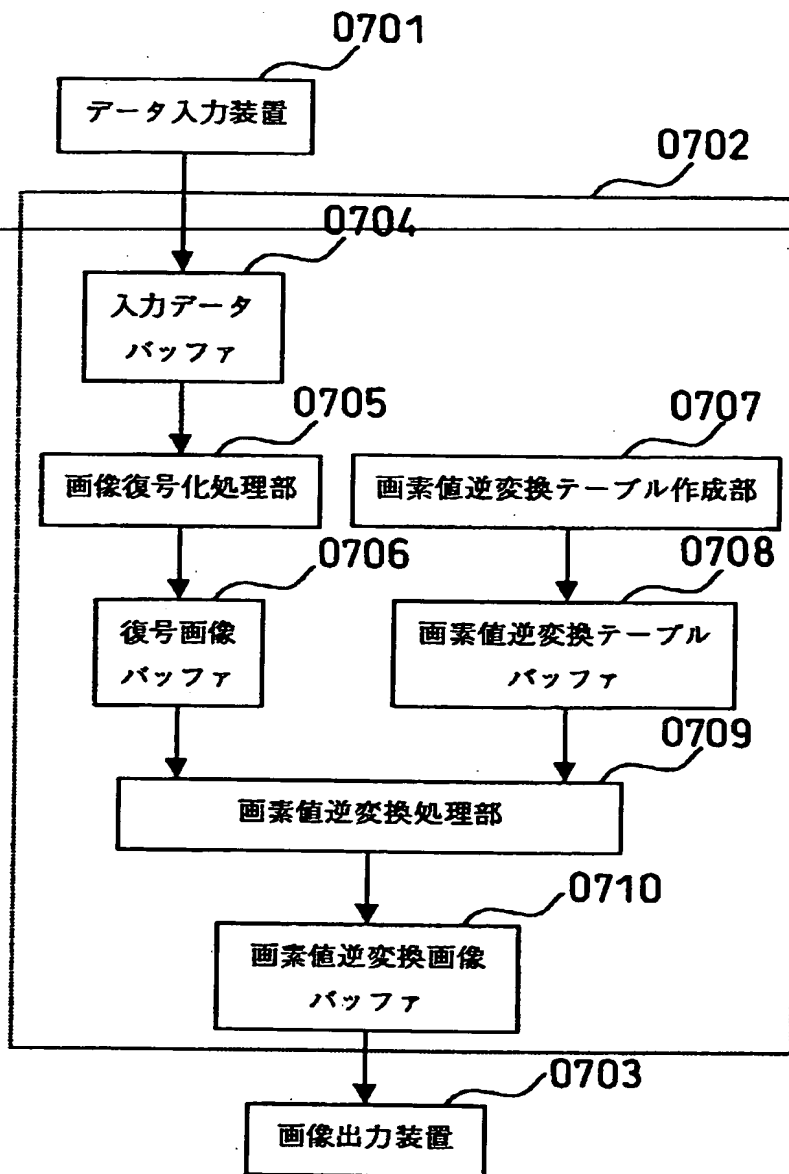 0701
データ入力装置
0702
0704
入力データ
バッファ
0705
0707
画像復号化処理部
画素値逆変換テーブル作成部
0706
0708
復号画像
バッファ
画素値逆変換テーブル
バッファ
0709
画素値逆変換処理部
0710
画素値逆変換画像
バッファ
0703
画像出力装置